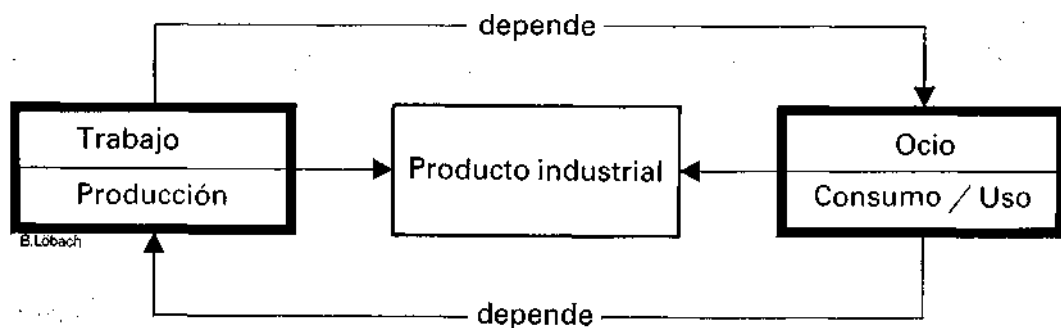 depende
Trabajo
Producción
Producto industrial
Ocio
Consumo / Uso
B.Löbach
depende